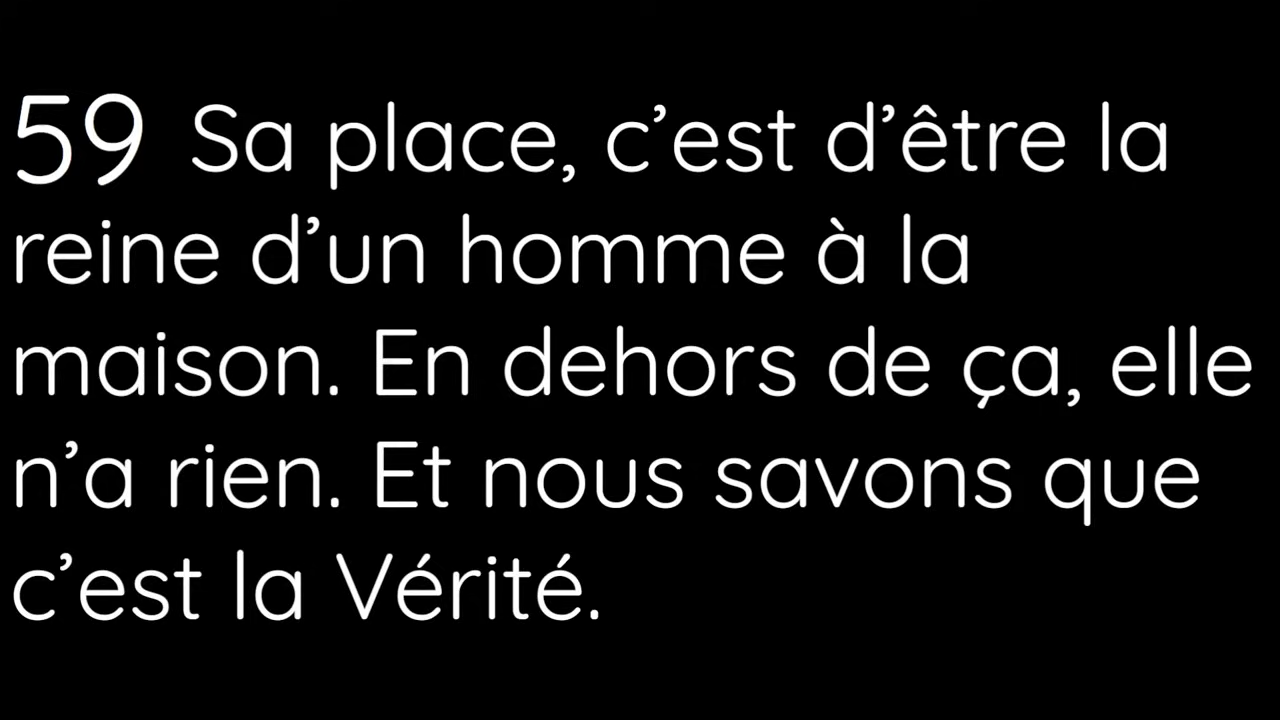 59 Sa place, c’est d’être la
reine d’un homme à la
maison. En dehors de ça, elle
n’a rien. Et nous savons que
c’est la Vérité.